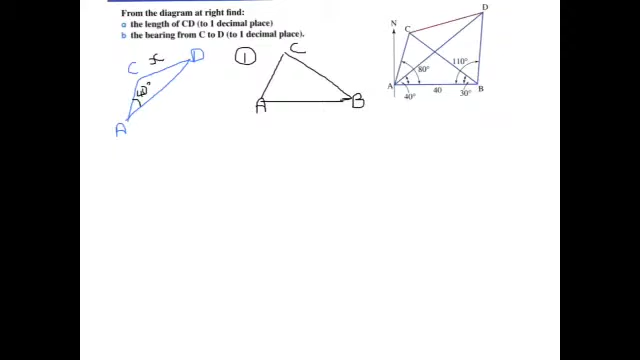 From the diagram at right find:
a the length of CD (to 1 decimal place)
b the bearing from C to D (to 1 decimal place).
C x D
40°
A
1 C
A B
N D
C
80° 110°
A 40° 40 30° B